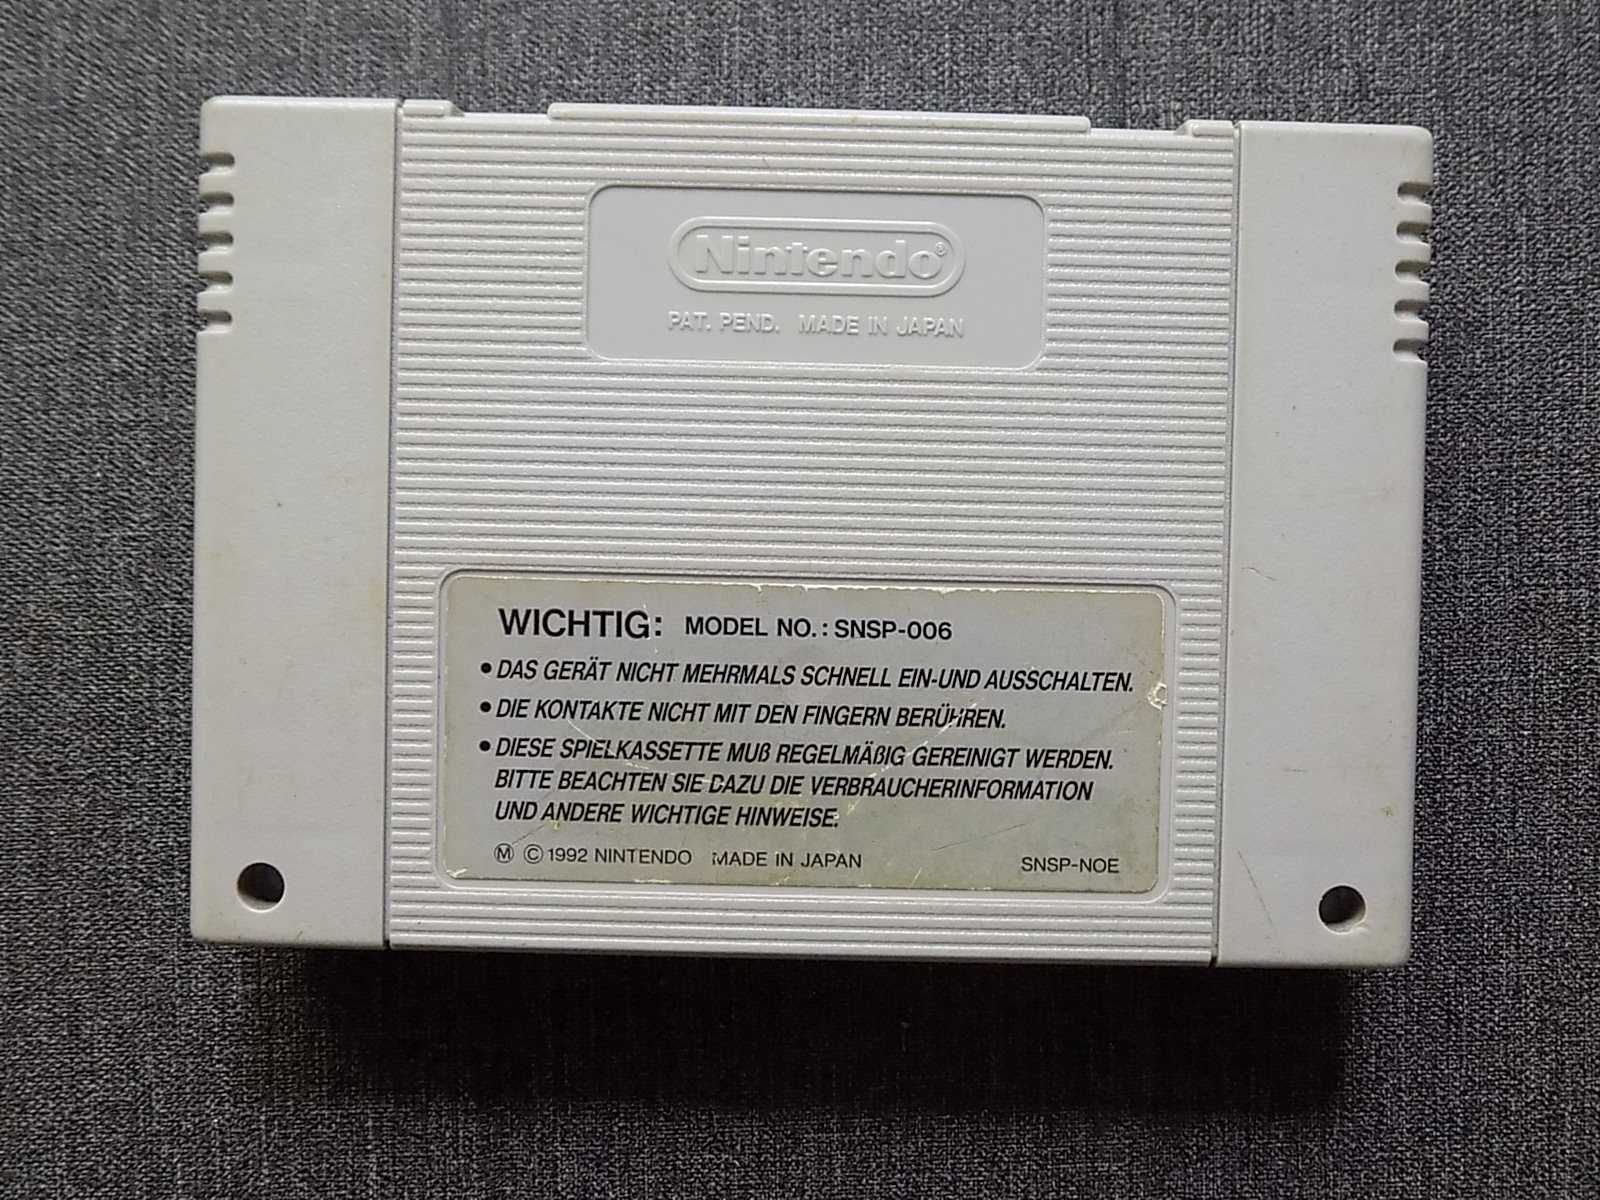 Nintendo®
PAT. PEND. MADE IN JAPAN
WICHTIG: MODEL NO.: SNSP-006
• DAS GERÄT NICHT MEHRMALS SCHNELL EIN-UND AUSSCHALTEN.
• DIE KONTAKTE NICHT MIT DEN FINGERN BERÜHREN.
• DIESE SPIELKASSETTE MUß REGELMÄßIG GEREINIGT WERDEN.
BITTE BEACHTEN SIE DAZU DIE VERBRAUCHERINFORMATION
UND ANDERE WICHTIGE HINWEISE.
Ⓜ © 1992 NINTENDO MADE IN JAPAN SNSP-NOE